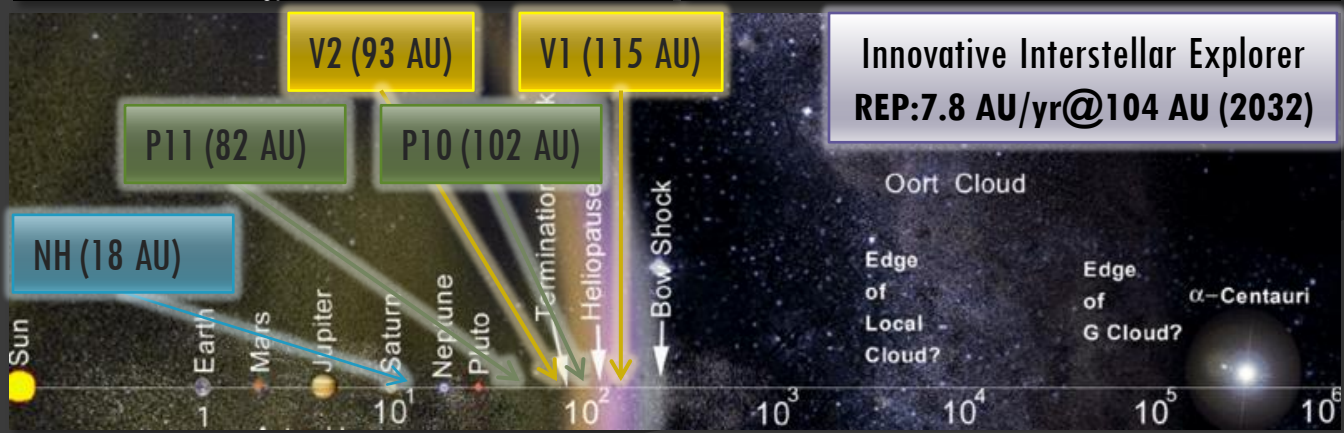 V2 (93 AU)
V1 (115 AU)
Innovative Interstellar Explorer
REP:7.8 AU/yr@104 AU (2032)
P11 (82 AU)
P10 (102 AU)
NH (18 AU)
Oort Cloud
Edge
of
Local
Cloud?
Edge
of
G Cloud?
α–Centauri
Sun
Earth
Mars
Jupiter
Saturn
Neptune
Pluto
Termination
Heliopause
Bow Shock
1
10¹
10²
10³
10⁴
10⁵
10⁶